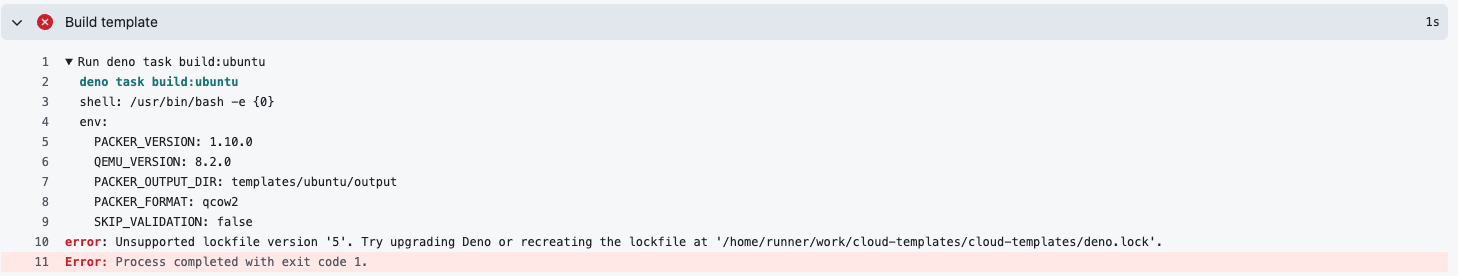 Build template 1s
1 ▼ Run deno task build:ubuntu
2 deno task build:ubuntu
3 shell: /usr/bin/bash -e {0}
4 env:
5 PACKER_VERSION: 1.10.0
6 QEMU_VERSION: 8.2.0
7 PACKER_OUTPUT_DIR: templates/ubuntu/output
8 PACKER_FORMAT: qcow2
9 SKIP_VALIDATION: false
10 error: Unsupported lockfile version '5'. Try upgrading Deno or recreating the lockfile at '/home/runner/work/cloud-templates/cloud-templates/deno.lock'.
11 Error: Process completed with exit code 1.